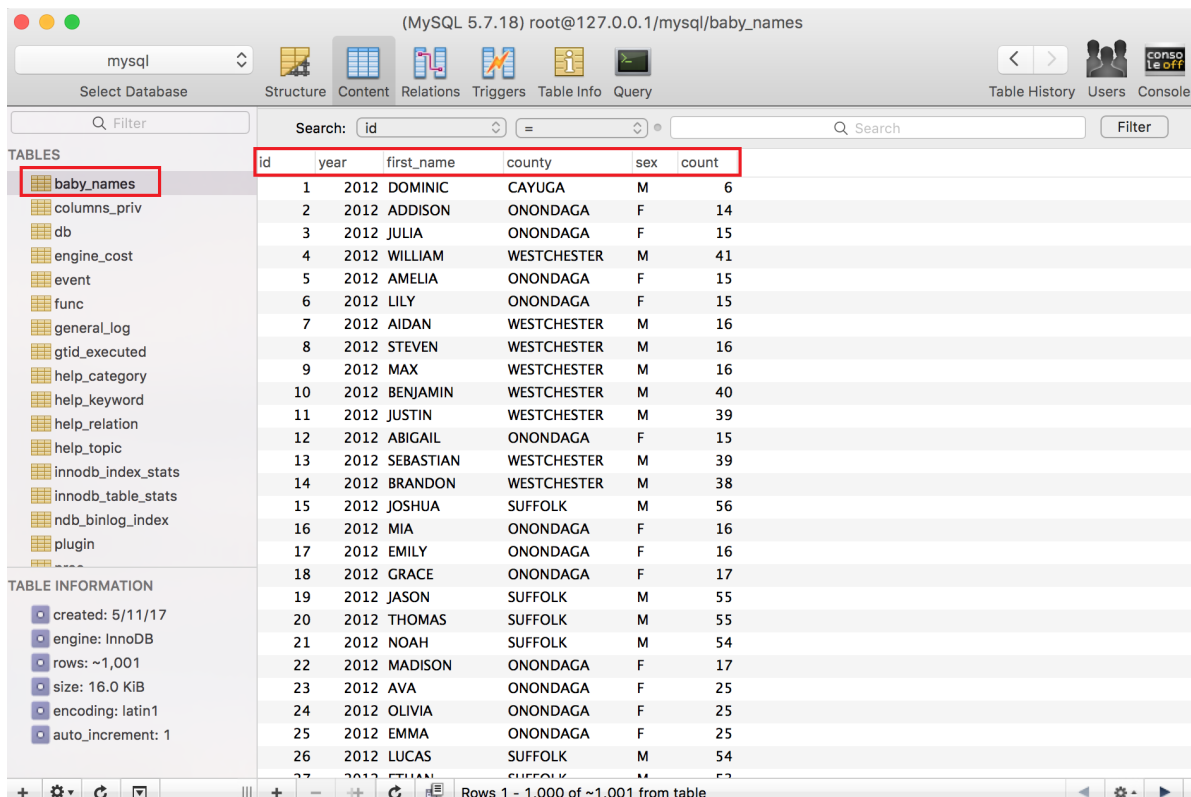 (MySQL 5.7.18) root@127.0.0.1/mysql/baby_names
mysql
Select Database
Structure Content Relations Triggers Table Info Query
Table History Users Console
conso
le off
Filter
Search: id = Search Filter
TABLES
baby_names
columns_priv
db
engine_cost
event
func
general_log
gtid_executed
help_category
help_keyword
help_relation
help_topic
innodb_index_stats
innodb_table_stats
ndb_binlog_index
plugin
TABLE INFORMATION
created: 5/11/17
engine: InnoDB
rows: ~1,001
size: 16.0 KiB
encoding: latin1
auto_increment: 1
id year first_name county sex count
1 2012 DOMINIC CAYUGA M 6
2 2012 ADDISON ONONDAGA F 14
3 2012 JULIA ONONDAGA F 15
4 2012 WILLIAM WESTCHESTER M 41
5 2012 AMELIA ONONDAGA F 15
6 2012 LILY ONONDAGA F 15
7 2012 AIDAN WESTCHESTER M 16
8 2012 STEVEN WESTCHESTER M 16
9 2012 MAX WESTCHESTER M 16
10 2012 BENJAMIN WESTCHESTER M 40
11 2012 JUSTIN WESTCHESTER M 39
12 2012 ABIGAIL ONONDAGA F 15
13 2012 SEBASTIAN WESTCHESTER M 39
14 2012 BRANDON WESTCHESTER M 38
15 2012 JOSHUA SUFFOLK M 56
16 2012 MIA ONONDAGA F 16
17 2012 EMILY ONONDAGA F 16
18 2012 GRACE ONONDAGA F 17
19 2012 JASON SUFFOLK M 55
20 2012 THOMAS SUFFOLK M 55
21 2012 NOAH SUFFOLK M 54
22 2012 MADISON ONONDAGA F 17
23 2012 AVA ONONDAGA F 25
24 2012 OLIVIA ONONDAGA F 25
25 2012 EMMA ONONDAGA F 25
26 2012 LUCAS SUFFOLK M 54
27 2012 ETHAN SUFFOLK M
Rows 1 - 1,000 of ~1,001 from table